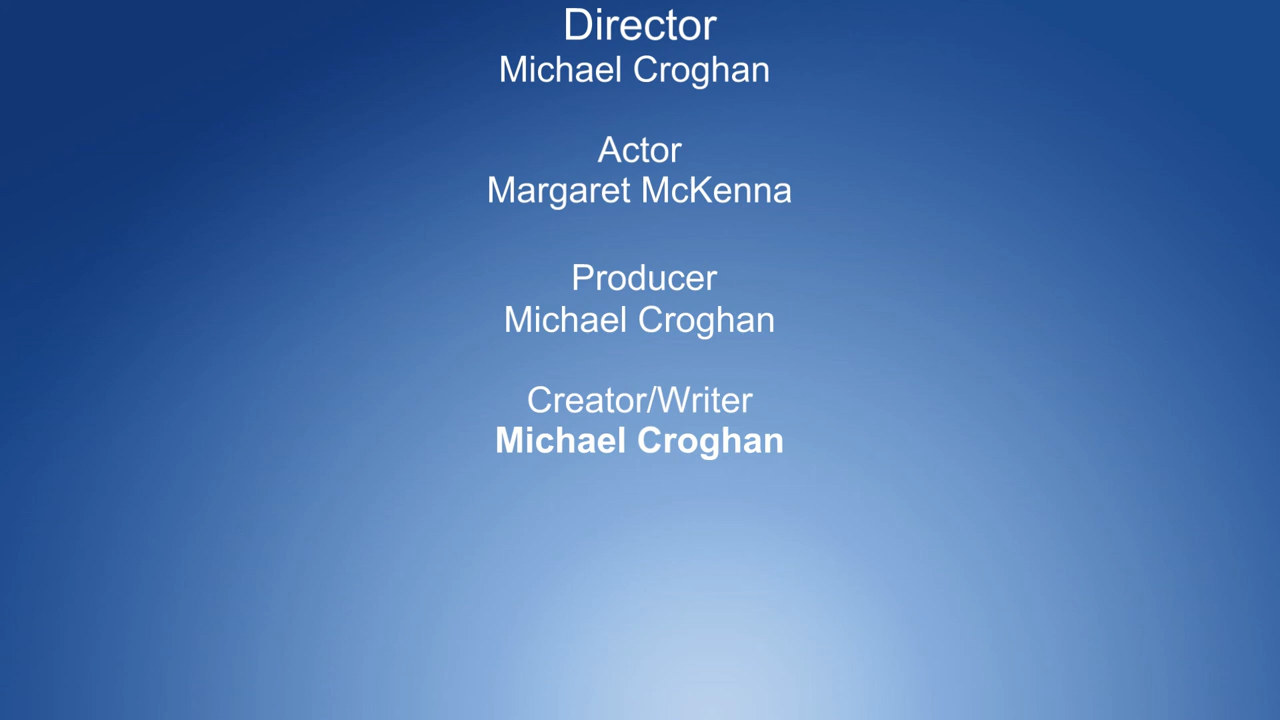 Director
Michael Croghan
Actor
Margaret McKenna
Producer
Michael Croghan
Creator/Writer
Michael Croghan